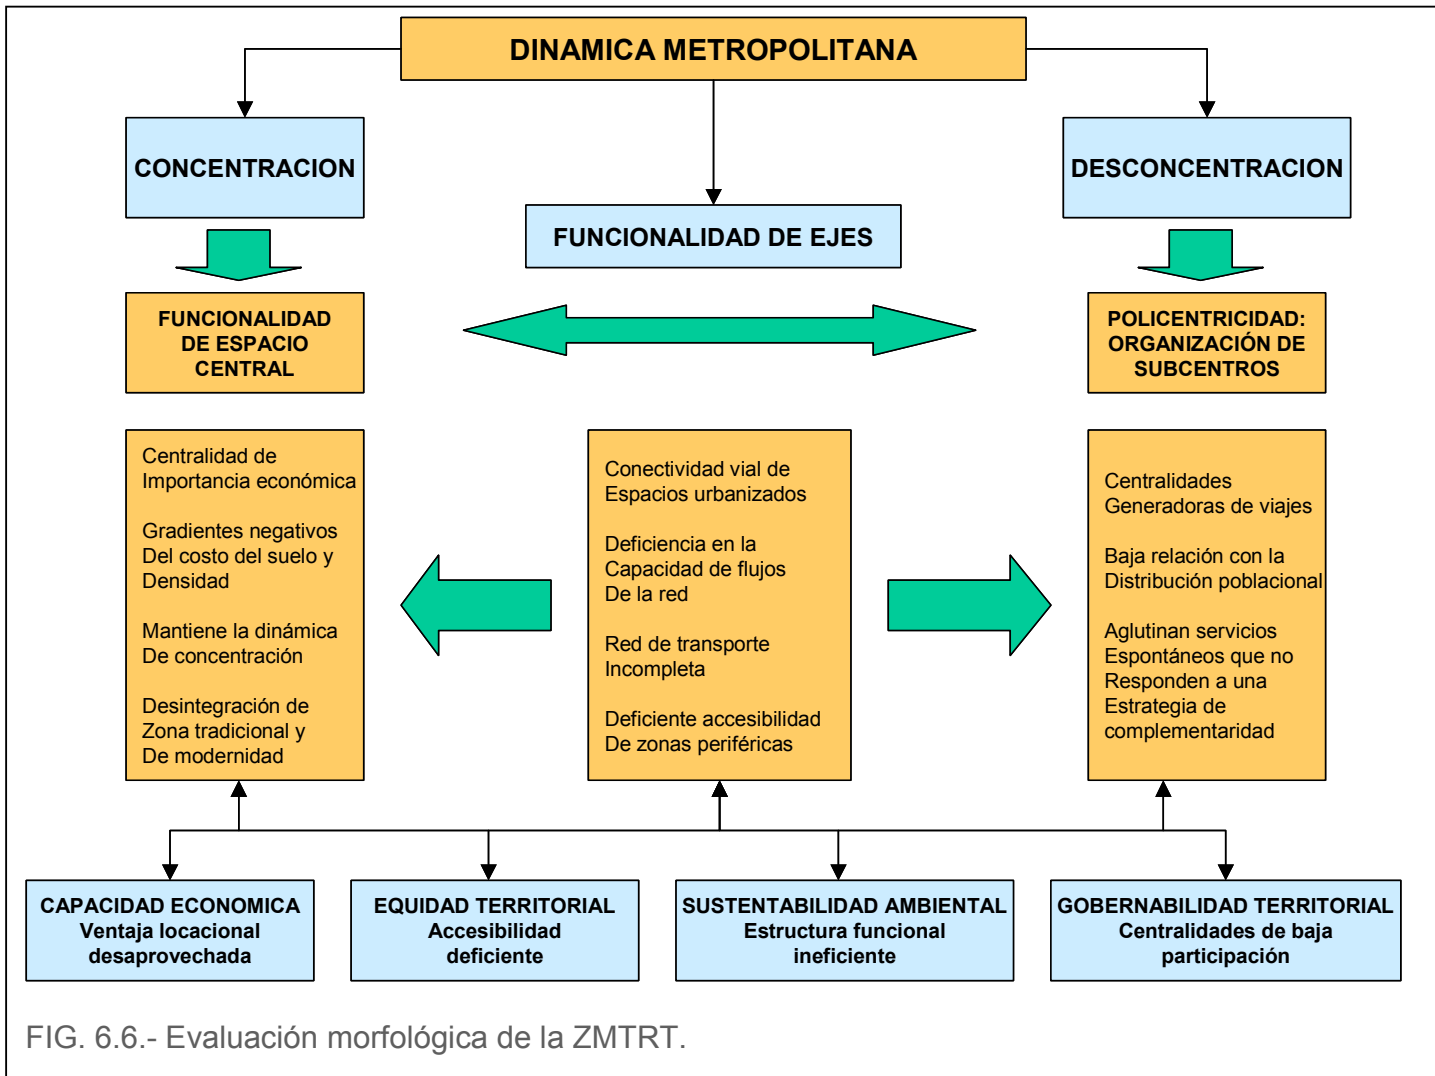 DINAMICA METROPOLITANA
CONCENTRACION
FUNCIONALIDAD DE EJES
DESCONCENTRACION
FUNCIONALIDAD
DE ESPACIO
CENTRAL
POLICENTRICIDAD:
ORGANIZACIÓN DE
SUBCENTROS
Centralidad de
Importancia económica
Gradientes negativos
Del costo del suelo y
Densidad
Mantiene la dinámica
De concentración
Desintegración de
Zona tradicional y
De modernidad
Conectividad vial de
Espacios urbanizados
Deficiencia en la
Capacidad de flujos
De la red
Red de transporte
Incompleta
Deficiente accesibilidad
De zonas periféricas
Centralidades
Generadoras de viajes
Baja relación con la
Distribución poblacional
Aglutinan servicios
Espontáneos que no
Responden a una
Estrategia de
complementaridad
CAPACIDAD ECONOMICA
Ventaja locacional
desaprovechada
EQUIDAD TERRITORIAL
Accesibilidad
deficiente
SUSTENTABILIDAD AMBIENTAL
Estructura funcional
ineficiente
GOBERNABILIDAD TERRITORIAL
Centralidades de baja
participación
FIG. 6.6.- Evaluación morfológica de la ZMTRT.